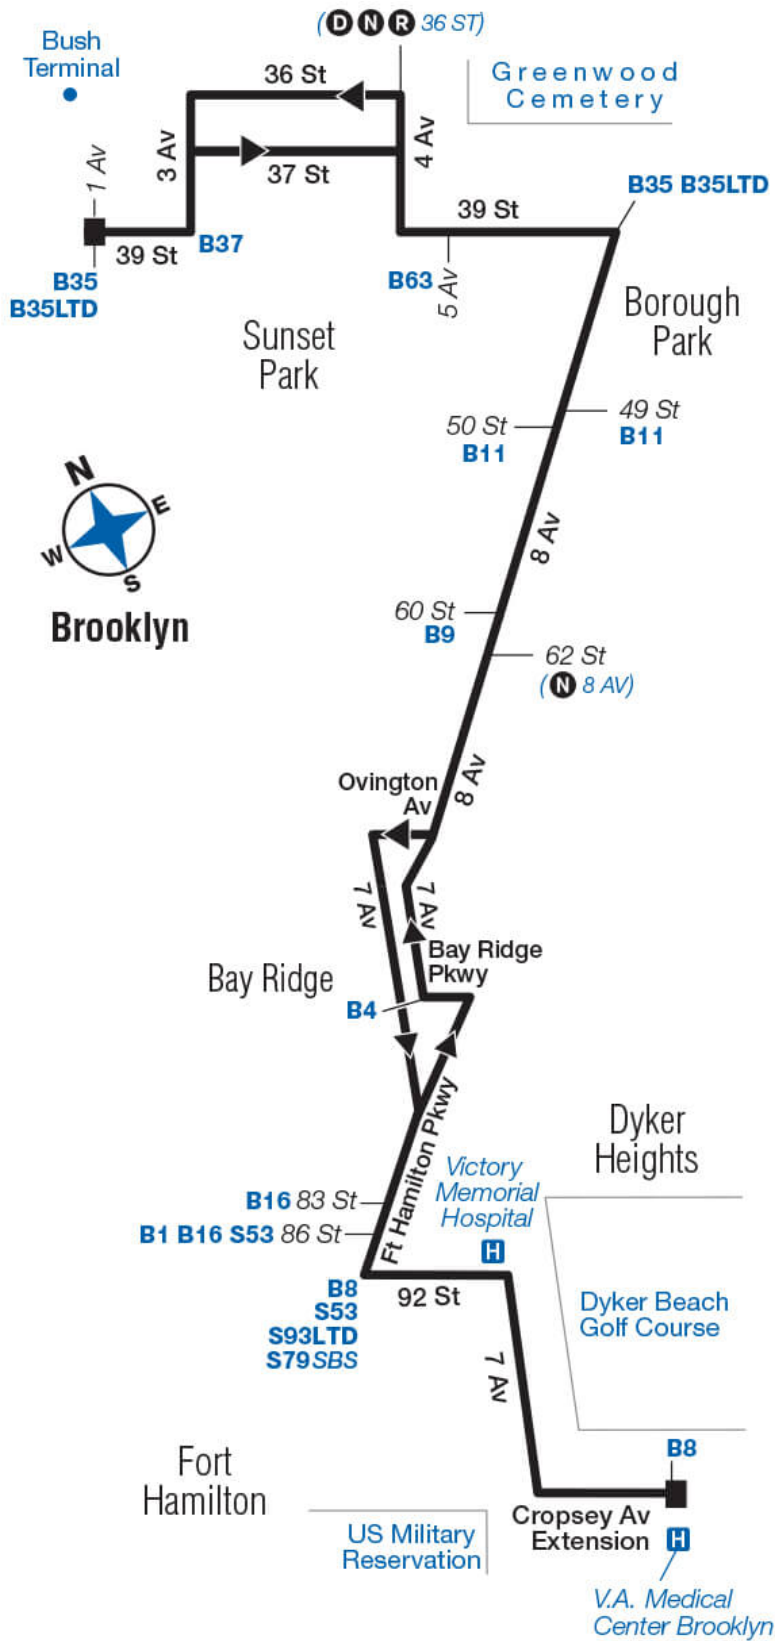 (D N R 36 ST)
Bush
Terminal
Greenwood
Cemetery
36 St
3 Av
4 Av
37 St
1 Av
39 St
B37
B35
B35LTD
39 St
B63
5 Av
B35 B35LTD
Sunset
Park
Borough
Park
49 St
B11
50 St
B11
N
E
W
S
Brooklyn
8 Av
60 St
B9
62 St
(N 8 AV)
8 Av
Ovington
Av
7 Av
7 Av
Bay Ridge
Pkwy
Bay Ridge
B4
Ft Hamilton Pkwy
Dyker
Heights
Victory
Memorial
Hospital
H
B16 83 St
B1 B16 S53 86 St
B8
S53
S93LTD
S79SBS
92 St
Dyker Beach
Golf Course
7 Av
B8
Fort
Hamilton
Cropsey Av
Extension
H
US Military
Reservation
V.A. Medical
Center Brooklyn